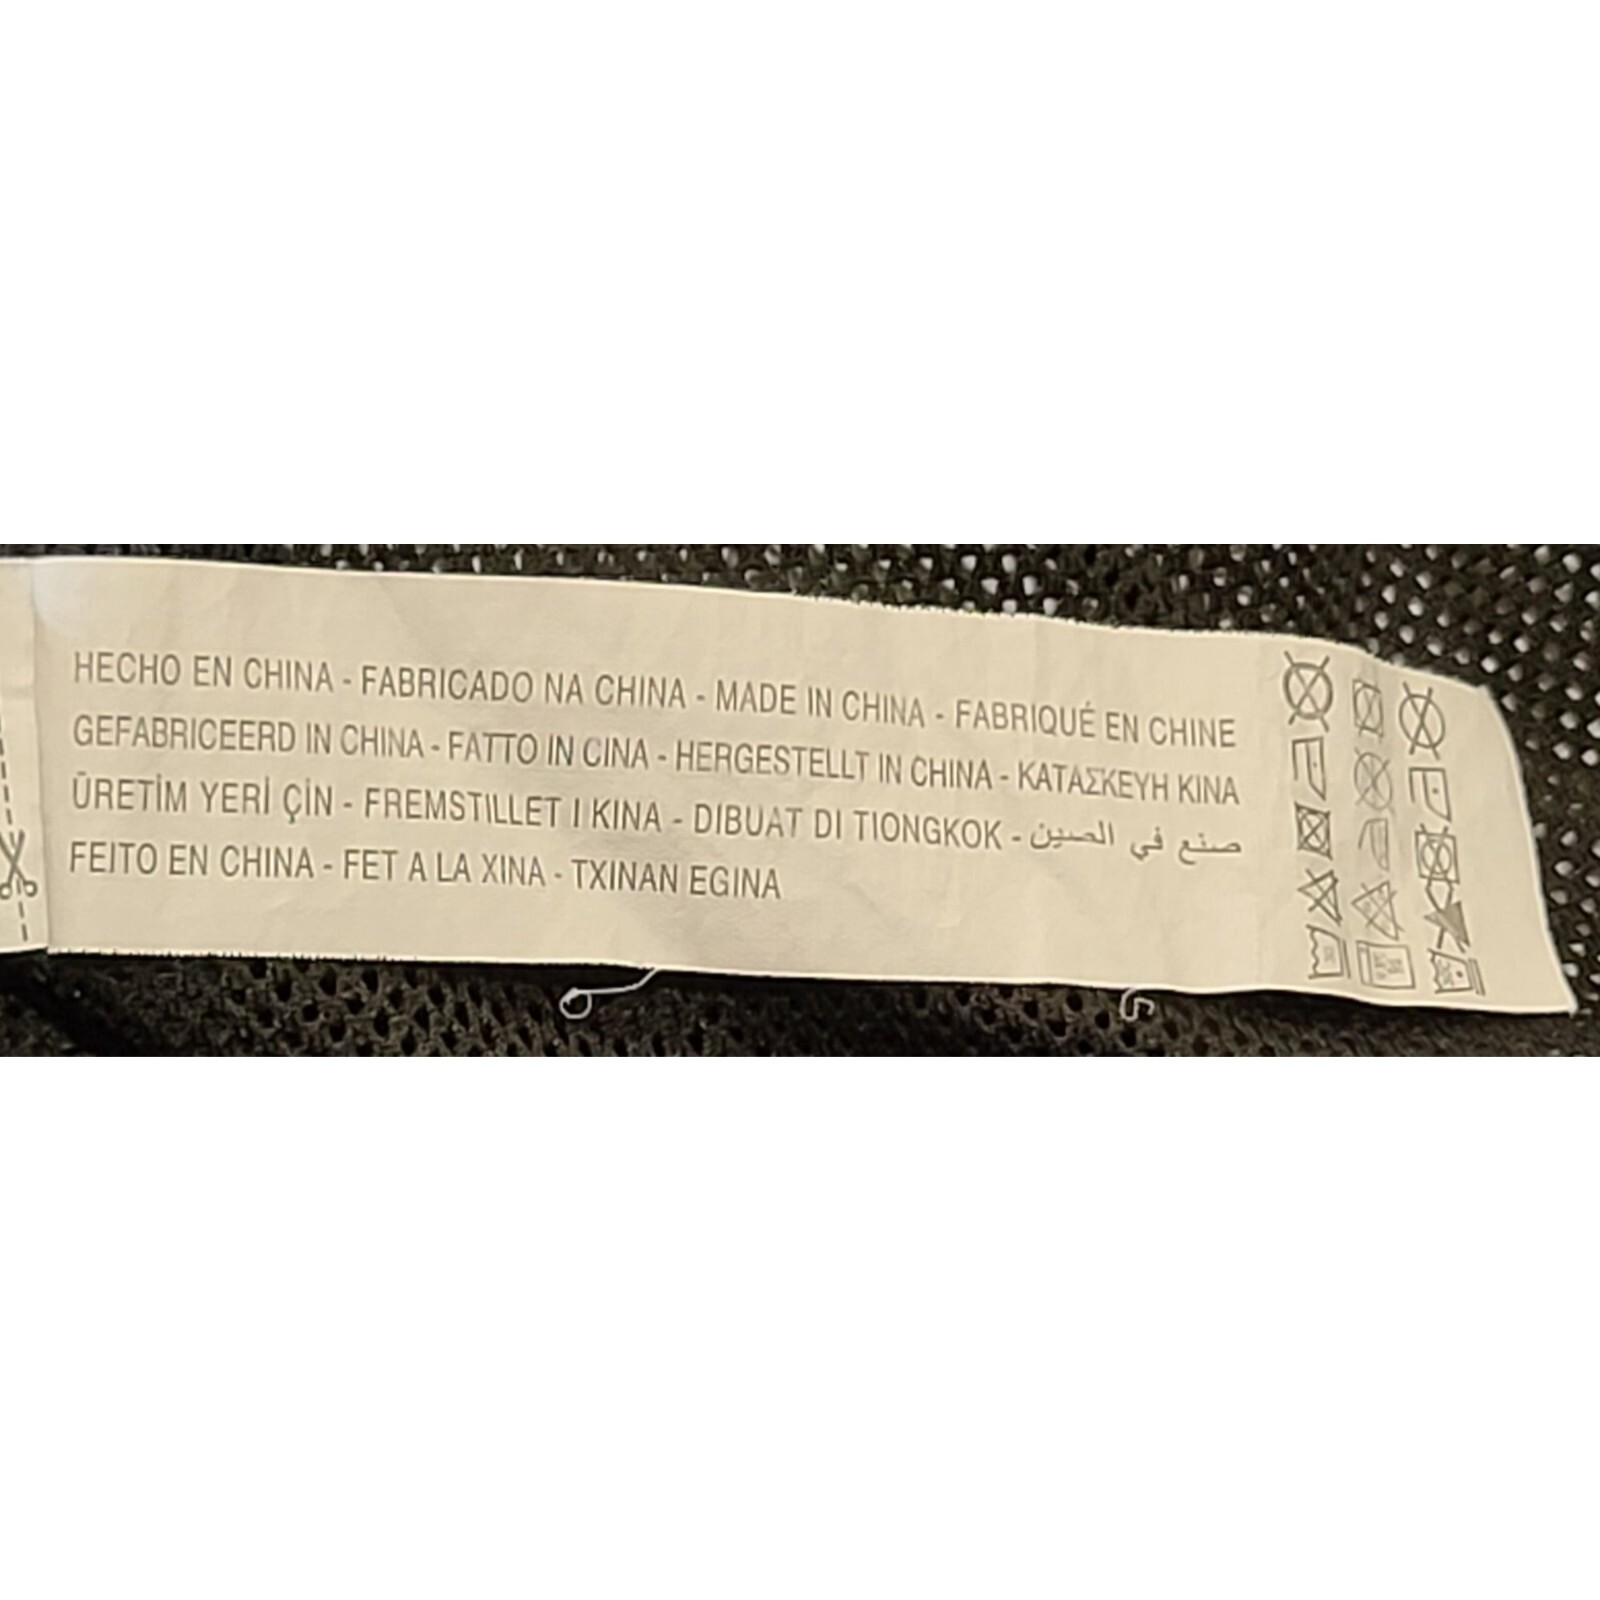 HECHO EN CHINA - FABRICADO NA CHINA - MADE IN CHINA - FABRIQUÉ EN CHINE
GEFABRICEERD IN CHINA - FATTO IN CINA - HERGESTELLT IN CHINA - ΚΑΤΑΣΚΕΥΗ ΚΙΝΑ
ÜRETİM YERİ ÇİN - FREMSTILLET I KINA - DIBUAT DI TIONGKOK - صنع في الصين
FEITO EN CHINA - FET A LA XINA - TXINAN EGINA